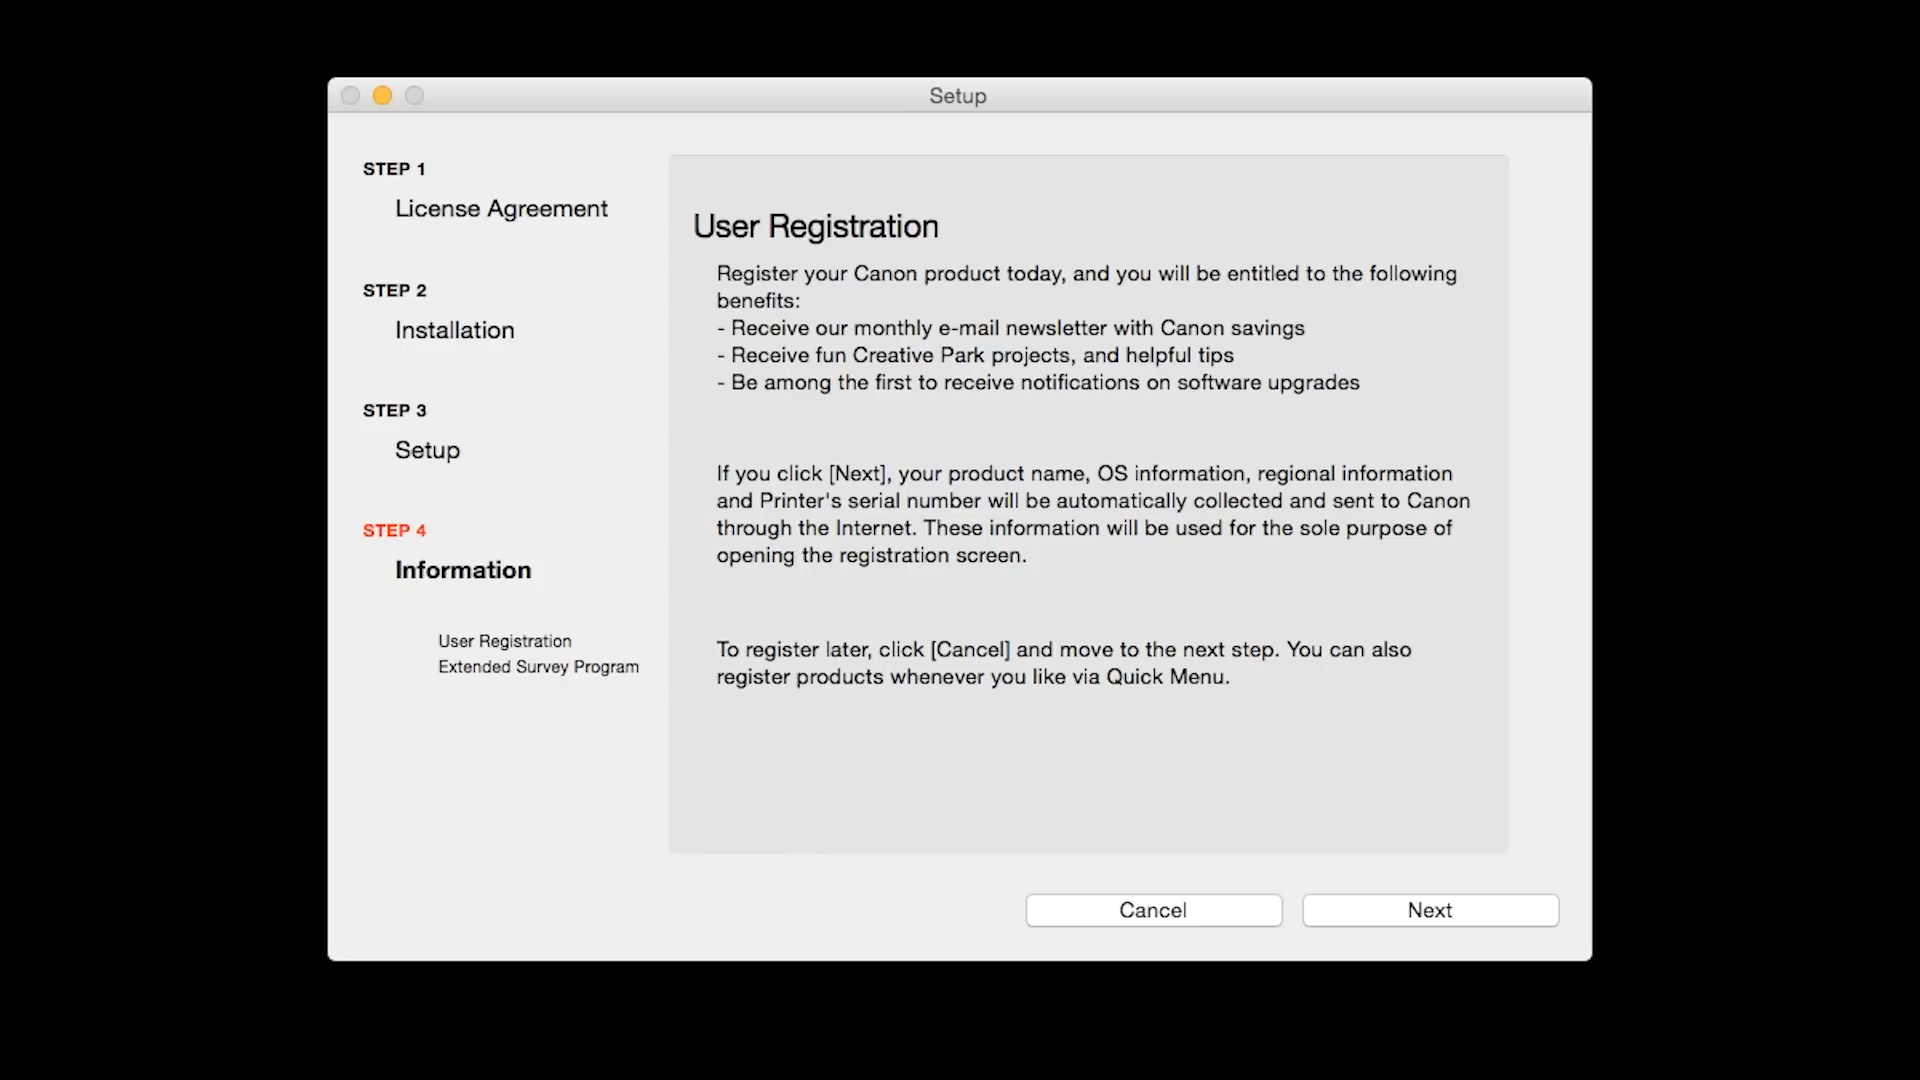 Setup
STEP 1
License Agreement
STEP 2
Installation
STEP 3
Setup
STEP 4
Information
User Registration
Extended Survey Program
User Registration
Register your Canon product today, and you will be entitled to the following
benefits:
- Receive our monthly e-mail newsletter with Canon savings
- Receive fun Creative Park projects, and helpful tips
- Be among the first to receive notifications on software upgrades
If you click [Next], your product name, OS information, regional information
and Printer's serial number will be automatically collected and sent to Canon
through the Internet. These information will be used for the sole purpose of
opening the registration screen.
To register later, click [Cancel] and move to the next step. You can also
register products whenever you like via Quick Menu.
Cancel
Next